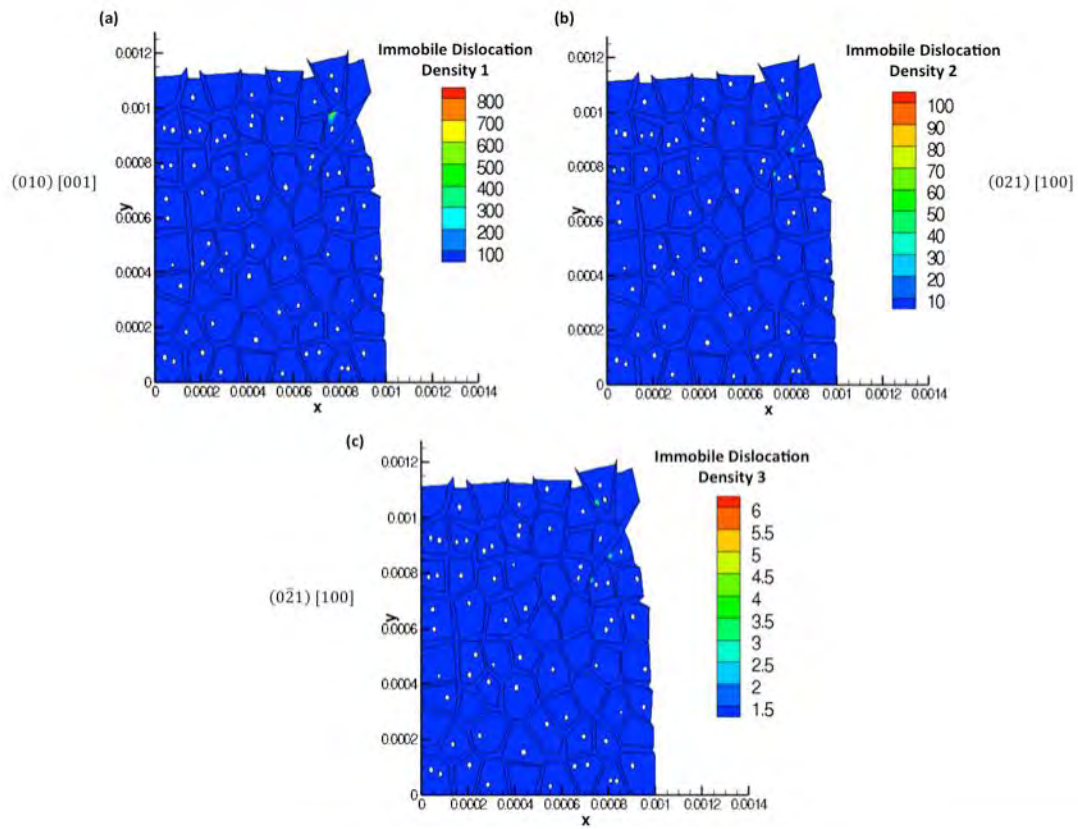 (a)
Immobile Dislocation
Density 1
800
700
600
500
400
300
200
100
(010) [001]
0.0012
0.001
0.0008
0.0006
0.0004
0.0002
0
y
0 0.0002 0.0004 0.0006 0.0008 0.001 0.0012 0.0014
x
(b)
Immobile Dislocation
Density 2
100
90
80
70
60
50
40
30
20
10
(021) [100]
0.0012
0.001
0.0008
0.0006
0.0004
0.0002
0
y
0 0.0002 0.0004 0.0006 0.0008 0.001 0.0012 0.0014
x
(c)
Immobile Dislocation
Density 3
6
5.5
5
4.5
4
3.5
3
2.5
2
1.5
(02̄1) [100]
0.0012
0.001
0.0008
0.0006
0.0004
0.0002
0
y
0 0.0002 0.0004 0.0006 0.0008 0.001 0.0012 0.0014
x